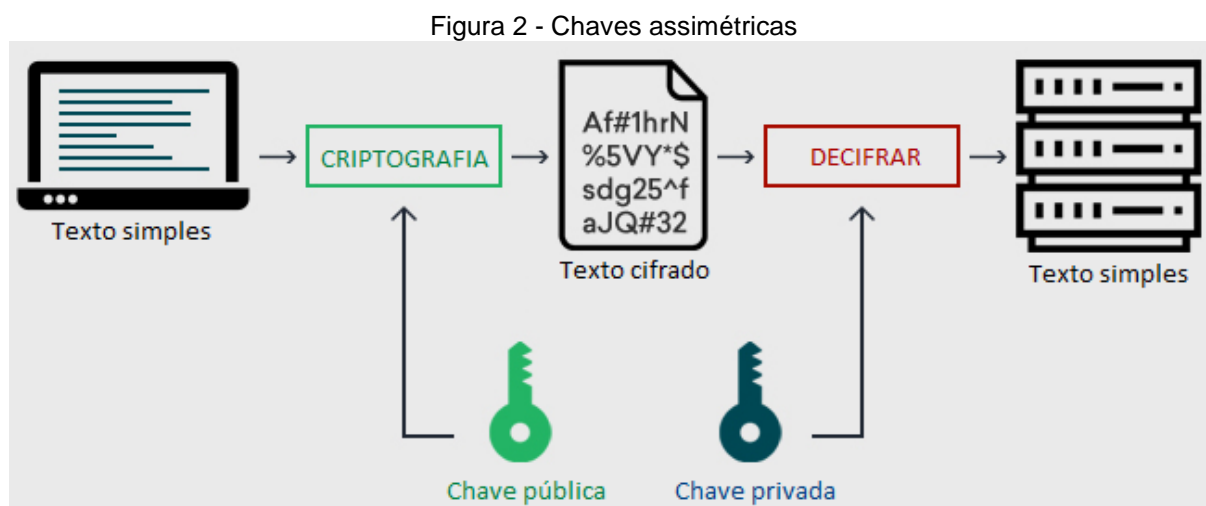 Figura 2 - Chaves assimétricas
CRIPTOGRAFIA
Af#1hrN
%5VY*$
sdg25^f
aJQ#32
DECIFRAR
Texto simples
Texto cifrado
Texto simples
Chave pública
Chave privada